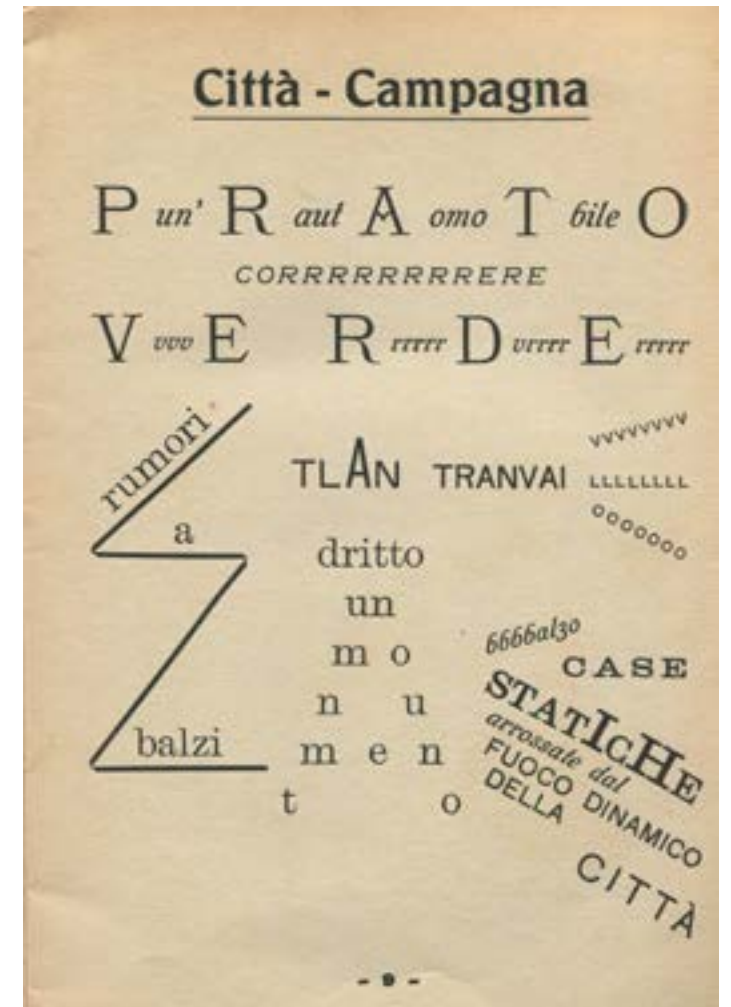 Città - Campagna
P un' R aut A omo T bile O
CORRRRRRRRRERE
V vvv E R rrrrr D vrrrr E rrrrr
rumori
a
balzi
TLAN TRANVAI
vvvvvvvv
LLLLLLLL
ooooooo
dritto
un
m o
n u
m e n
t o
bbbbalzo
CASE
STATIcHE
arrossate dal
FUOCO DINAMICO
DELLA
CITTÀ
- 9 -